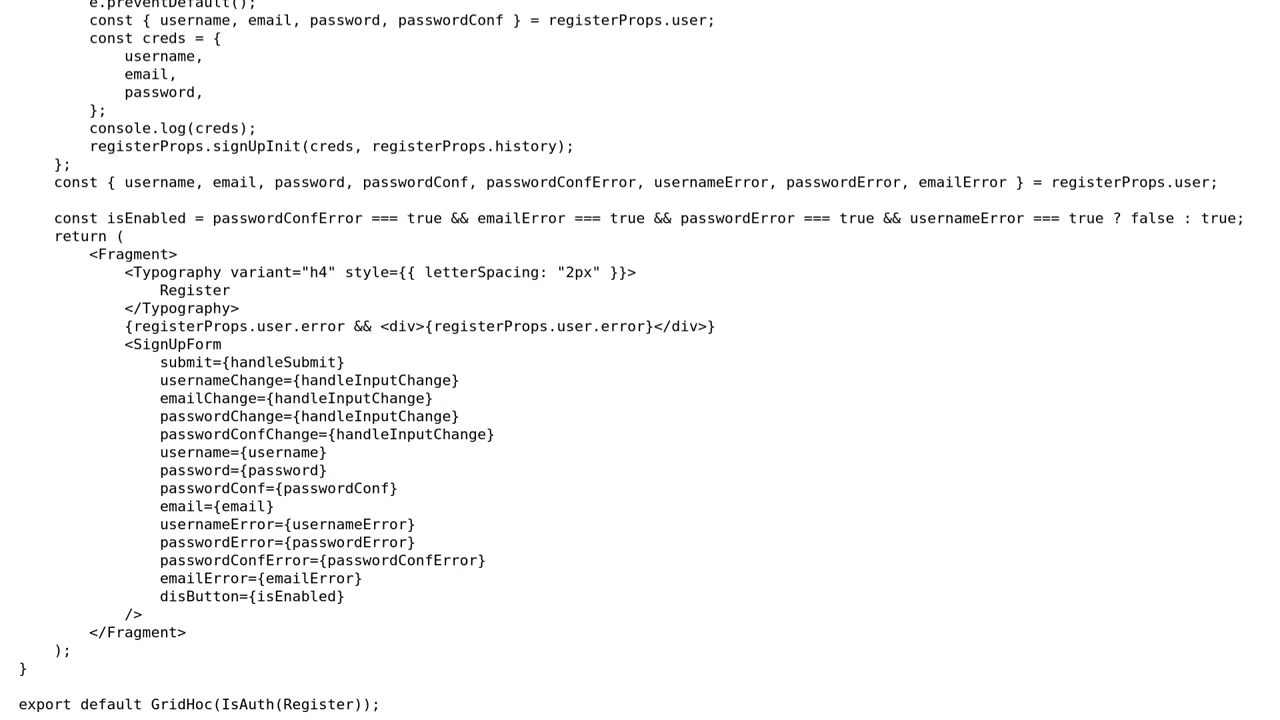 e.preventDefault();
        const { username, email, password, passwordConf } = registerProps.user;
        const creds = {
            username,
            email,
            password,
        };
        console.log(creds);
        registerProps.signUpInit(creds, registerProps.history);
    };
    const { username, email, password, passwordConf, passwordConfError, usernameError, passwordError, emailError } = registerProps.user;

    const isEnabled = passwordConfError === true && emailError === true && passwordError === true && usernameError === true ? false : true;
    return (
        <Fragment>
            <Typography variant="h4" style={{ letterSpacing: "2px" }}>
                Register
            </Typography>
            {registerProps.user.error && <div>{registerProps.user.error}</div>}
            <SignUpForm
                submit={handleSubmit}
                usernameChange={handleInputChange}
                emailChange={handleInputChange}
                passwordChange={handleInputChange}
                passwordConfChange={handleInputChange}
                username={username}
                password={password}
                passwordConf={passwordConf}
                email={email}
                usernameError={usernameError}
                passwordError={passwordError}
                passwordConfError={passwordConfError}
                emailError={emailError}
                disButton={isEnabled}
            />
        </Fragment>
    );
}

export default GridHoc(IsAuth(Register));